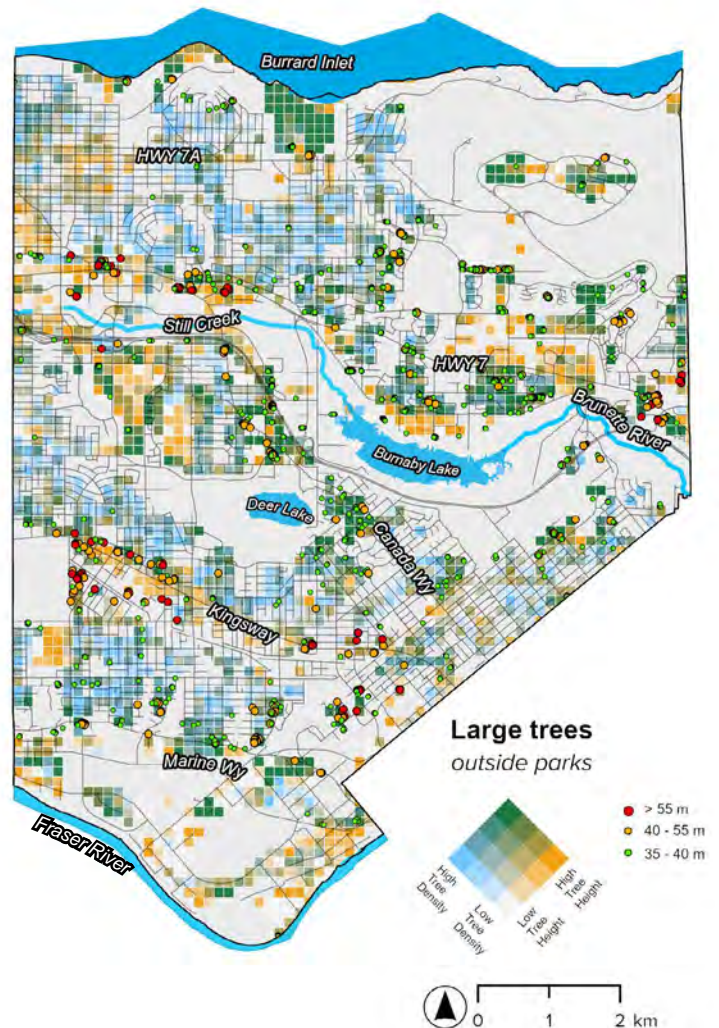 Burrard Inlet
HWY 7A
Still Creek
HWY 7
Brunette River
Burnaby Lake
Deer Lake
Canada Wy
Kingsway
Marine Wy
Fraser River
Large trees
outside parks
> 55 m
40 - 55 m
35 - 40 m
High
Tree
Density
Low
Tree
Density
Low
Tree
Height
High
Tree
Height
0 1 2 km